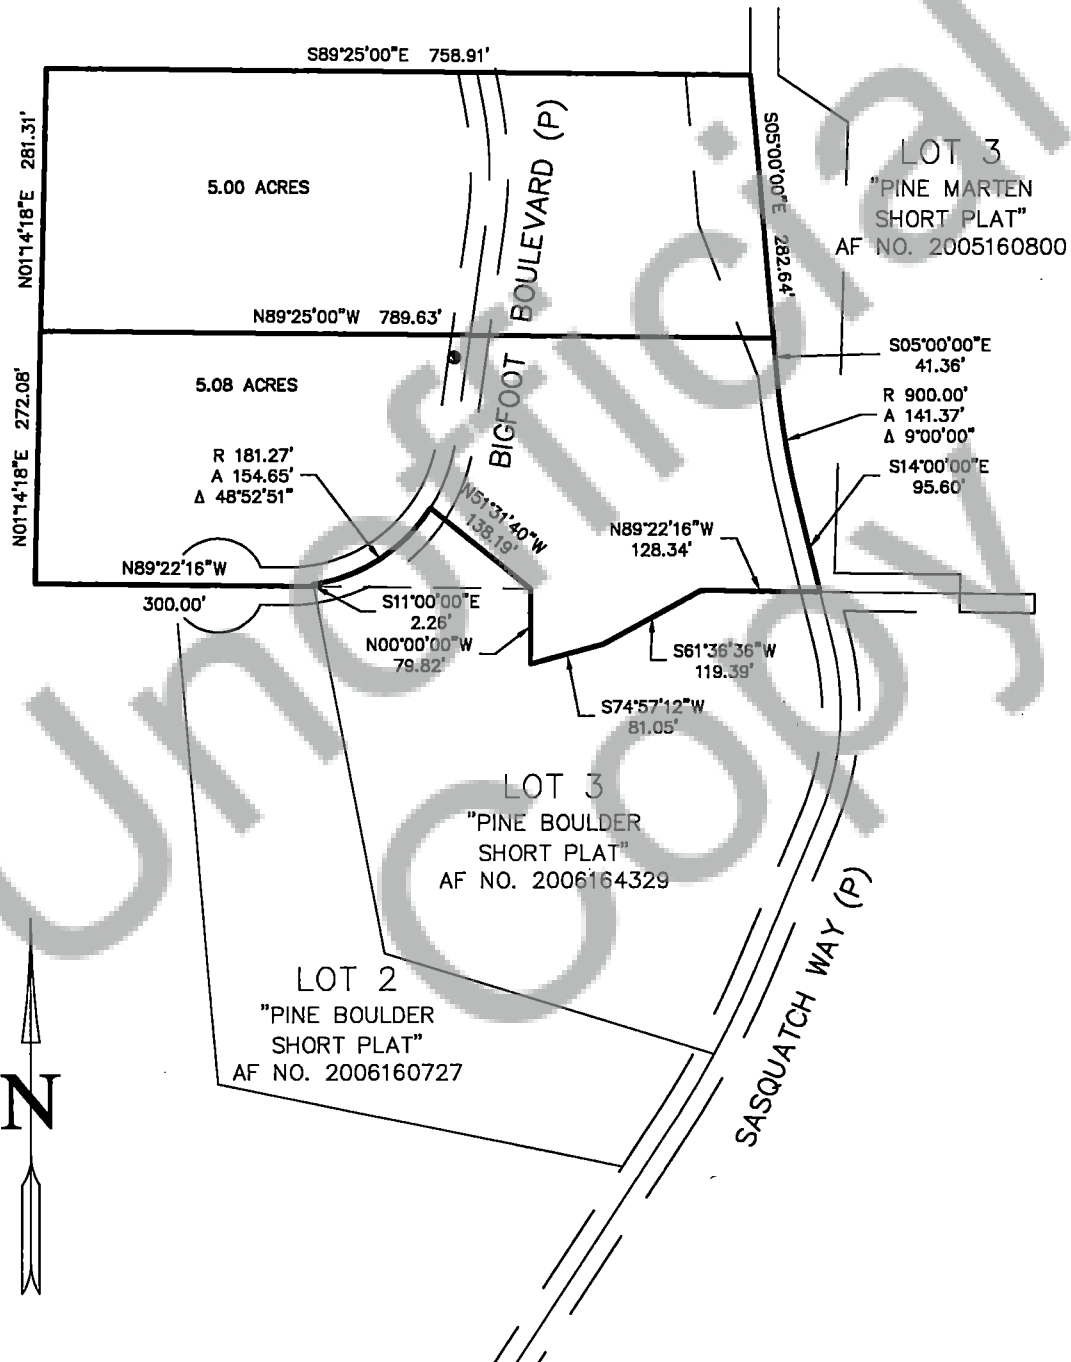 S89°25'00"E 758.91'
N01°14'18"E 281.31'
5.00 ACRES
BIGFOOT BOULEVARD (P)
S05°00'00"E 282.64'
LOT 3
"PINE MARTEN
SHORT PLAT"
AF NO. 2005160800
N89°25'00"W 789.63'
S05°00'00"E
41.36'
N01°14'18"E 272.08'
5.08 ACRES
R 900.00'
A 141.37'
Δ 9°00'00"
R 181.27'
A 154.65'
Δ 48°52'51"
S14°00'00"E
95.60'
N51°31'40"W
138.19'
N89°22'16"W
128.34'
N89°22'16"W
300.00'
S11°00'00"E
2.26'
N00°00'00"W
79.82'
S61°36'36"W
119.39'
S74°57'12"W
81.05'
LOT 3
"PINE BOULDER
SHORT PLAT"
AF NO. 2006164329
LOT 2
"PINE BOULDER
SHORT PLAT"
AF NO. 2006160727
SASQUATCH WAY (P)
N
Unofficial
Copy